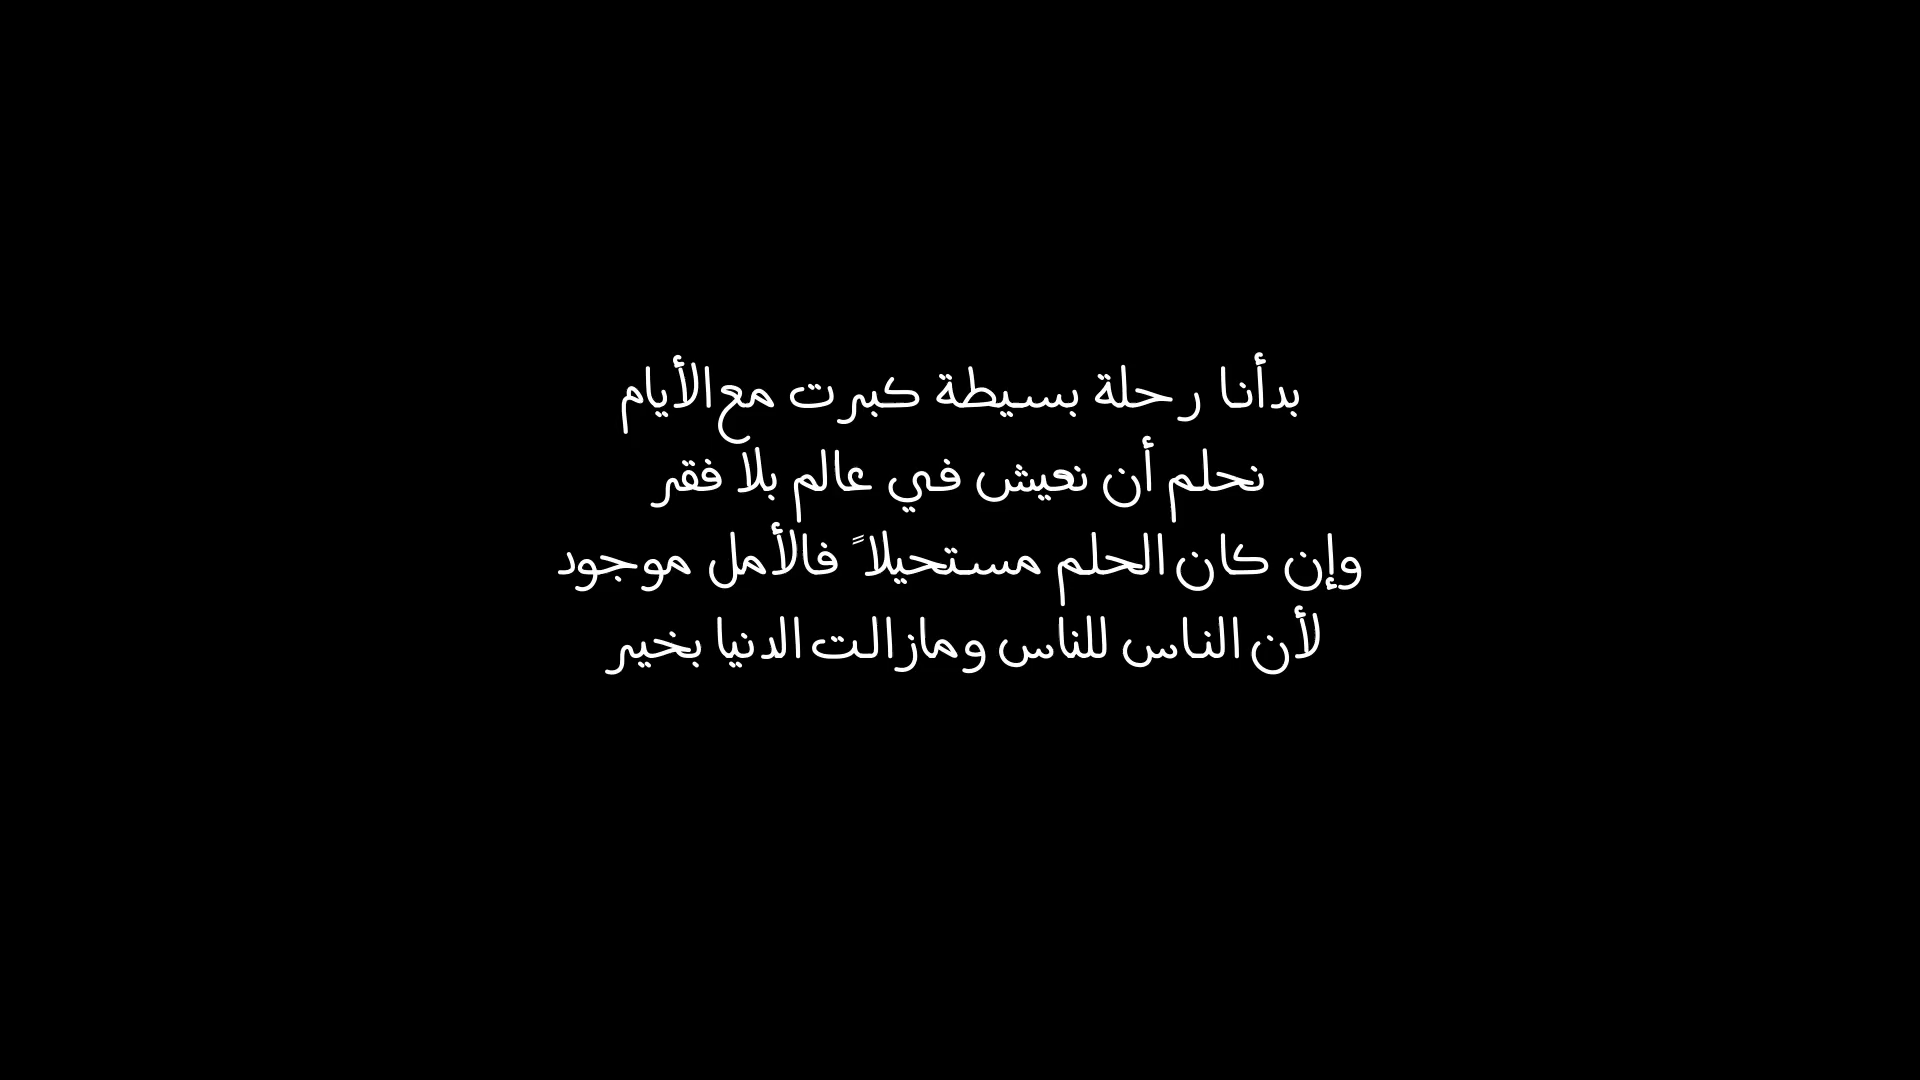 بدأنا رحلة بسيطة كبرت مع الأيام
نحلم أن نعيش في عالم بلا فقر
وإن كان الحلم مستحيلاً فالأمل موجود
لأن الناس للناس ومازالت الدنيا بخير